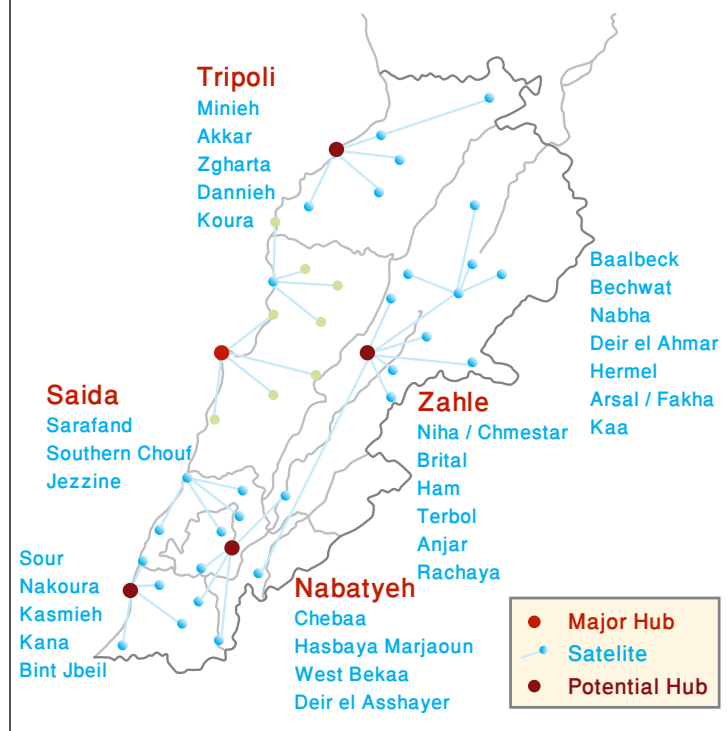 Tripoli
Minieh
Akkar
Zgharta
Dannieh
Koura
Baalbeck
Bechwat
Nabha
Deir el Ahmar
Hermel
Arsal / Fakha
Kaa
Saida
Sarafand
Southern Chouf
Jezzine
Zahle
Niha / Chmestar
Brital
Ham
Terbol
Anjar
Rachaya
Sour
Nakoura
Kasmieh
Kana
Bint Jbeil
Nabatyeh
Chebaa
Hasbaya Marjaoun
West Bekaa
Deir el Asshayer
Major Hub
Satelite
Potential Hub